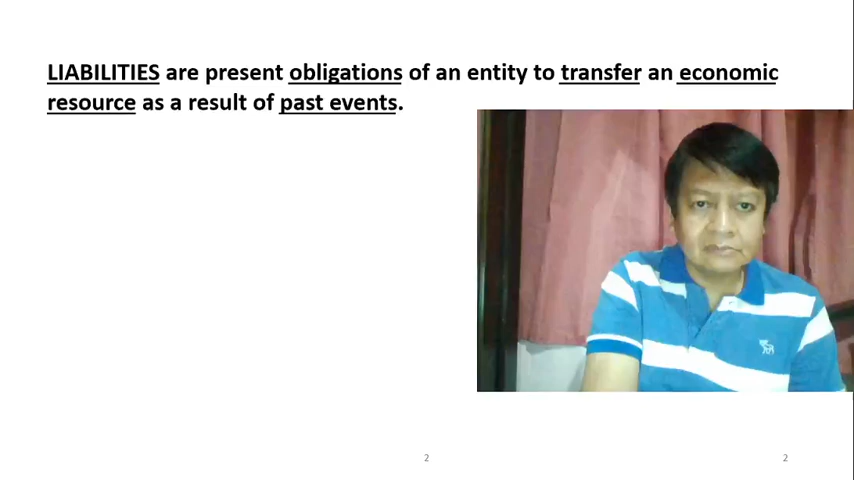 LIABILITIES are present obligations of an entity to transfer an economic
resource as a result of past events.
2
2